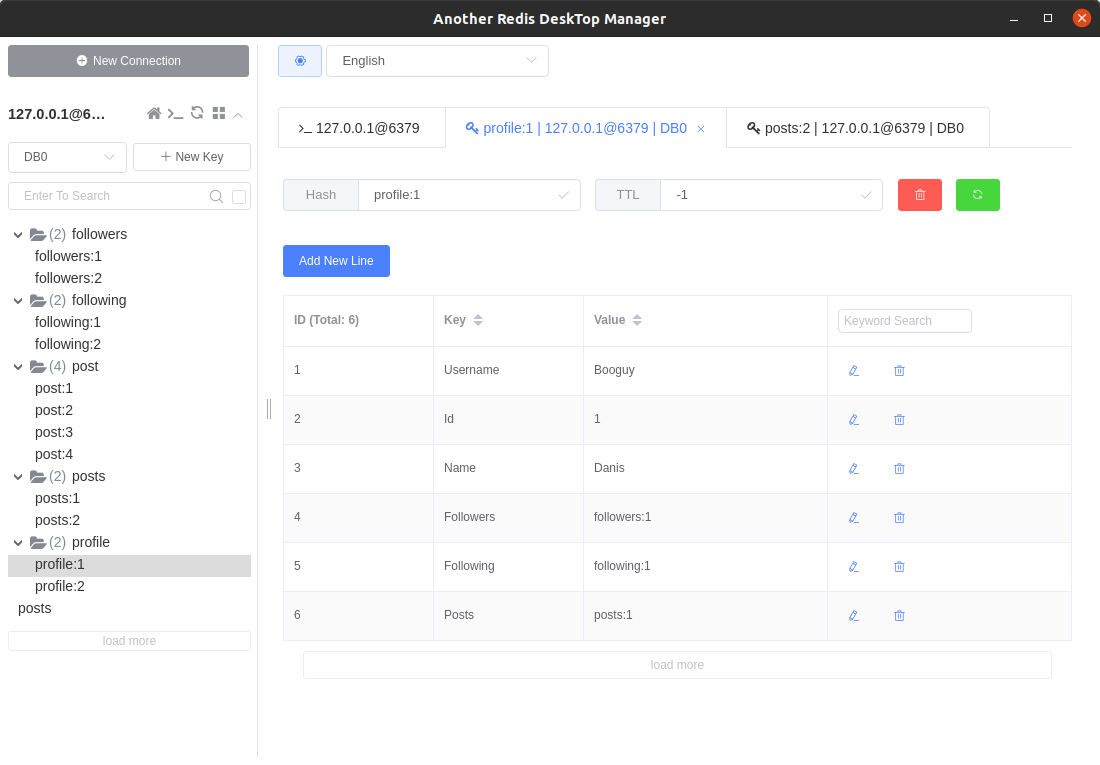 Another Redis DeskTop Manager
New Connection
English
127.0.0.1@6...
DB0
New Key
Enter To Search
(2) followers
followers:1
followers:2
(2) following
following:1
following:2
(4) post
post:1
post:2
post:3
post:4
(2) posts
posts:1
posts:2
(2) profile
profile:1
profile:2
posts
load more
>_ 127.0.0.1@6379
profile:1 | 127.0.0.1@6379 | DB0
posts:2 | 127.0.0.1@6379 | DB0
Hash profile:1 TTL -1
Add New Line
ID (Total: 6) Key Value Keyword Search
1 Username Booguy
2 Id 1
3 Name Danis
4 Followers followers:1
5 Following following:1
6 Posts posts:1
load more